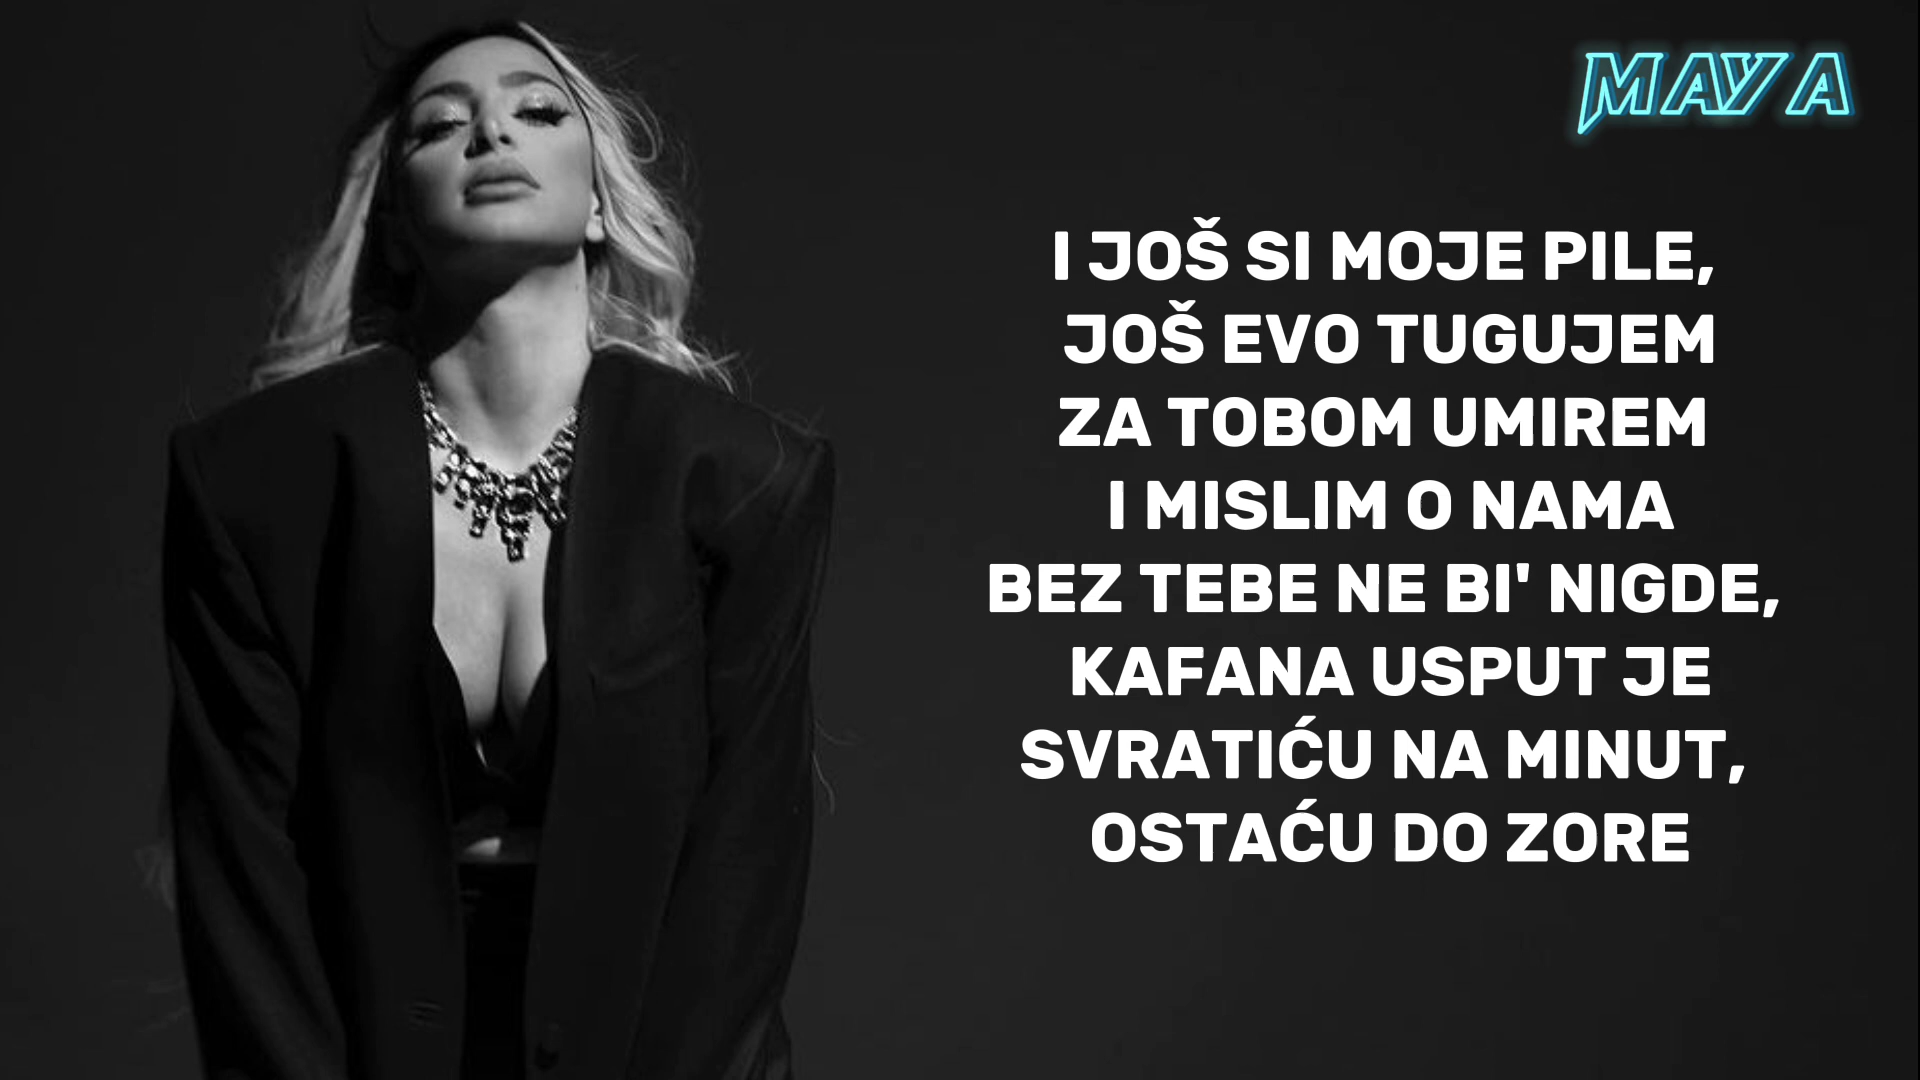 MAYA
I JOŠ SI MOJE PILE,
JOŠ EVO TUGUJEM
ZA TOBOM UMIREM
I MISLIM O NAMA
BEZ TEBE NE BI' NIGDE,
KAFANA USPUT JE
SVRATIĆU NA MINUT,
OSTAĆU DO ZORE